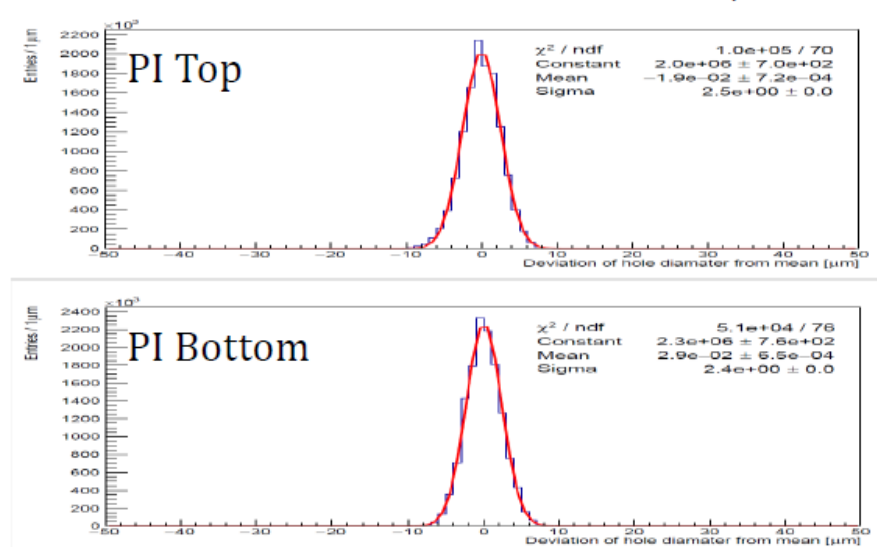 ×10³
Entries / 1μm
2200
2000
1800
1600
1400
1200
1000
800
600
400
200
0
PI Top
χ² / ndf 1.0e+05 / 70
Constant 2.0e+06 ± 7.0e+02
Mean −1.9e−02 ± 7.2e−04
Sigma 2.5e+00 ± 0.0
−50 −40 −30 −20 −10 0 10 20 30 40 50
Deviation of hole diamater from mean [μm]
×10³
Entries / 1μm
2400
2200
2000
1800
1600
1400
1200
1000
800
600
400
200
0
PI Bottom
χ² / ndf 5.1e+04 / 76
Constant 2.3e+06 ± 7.6e+02
Mean 2.9e−02 ± 6.5e−04
Sigma 2.4e+00 ± 0.0
−50 −40 −30 −20 −10 0 10 20 30 40 50
Deviation of hole diamater from mean [μm]